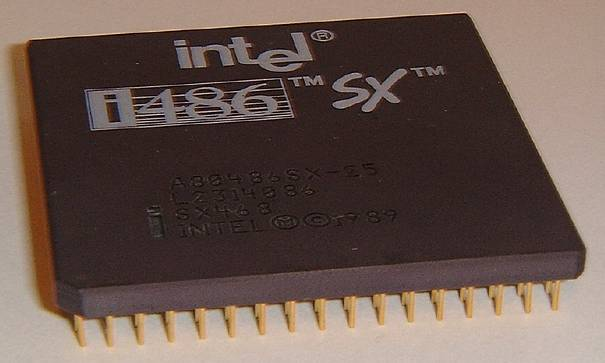 intel®
i486™ SX™
A80486SX-25
L2314086
SX468
INTEL Ⓜ ©1989